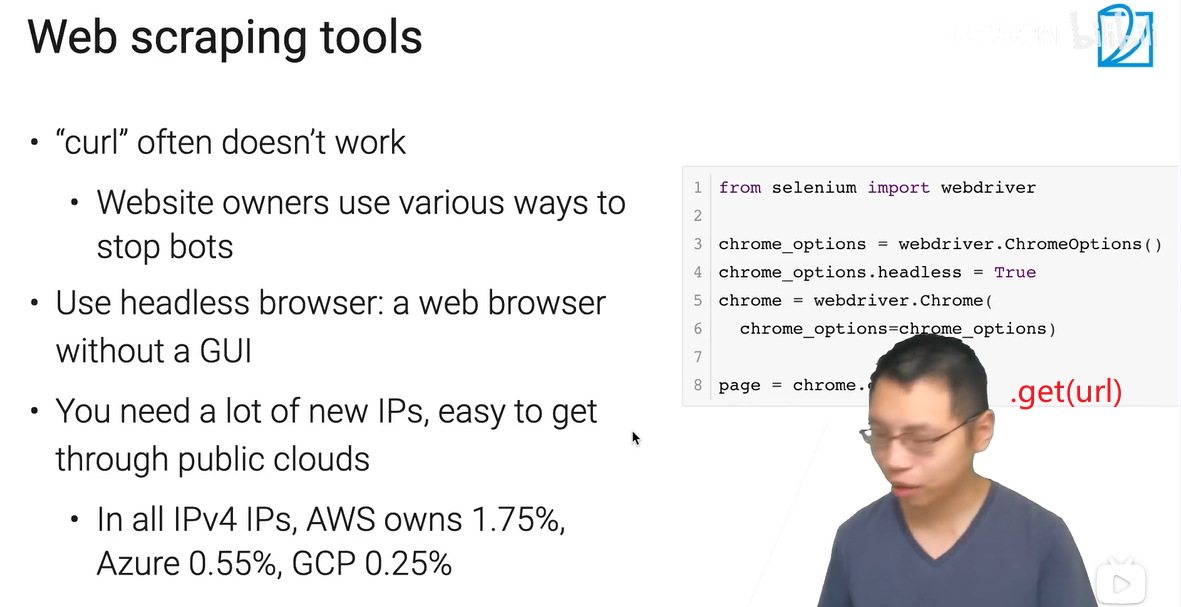 Web scraping tools
• “curl” often doesn’t work
• Website owners use various ways to
stop bots
• Use headless browser: a web browser
without a GUI
• You need a lot of new IPs, easy to get
through public clouds
• In all IPv4 IPs, AWS owns 1.75%,
Azure 0.55%, GCP 0.25%
1 from selenium import webdriver
2
3 chrome_options = webdriver.ChromeOptions()
4 chrome_options.headless = True
5 chrome = webdriver.Chrome(
6 chrome_options=chrome_options)
7
8 page = chrome.
.get(url)